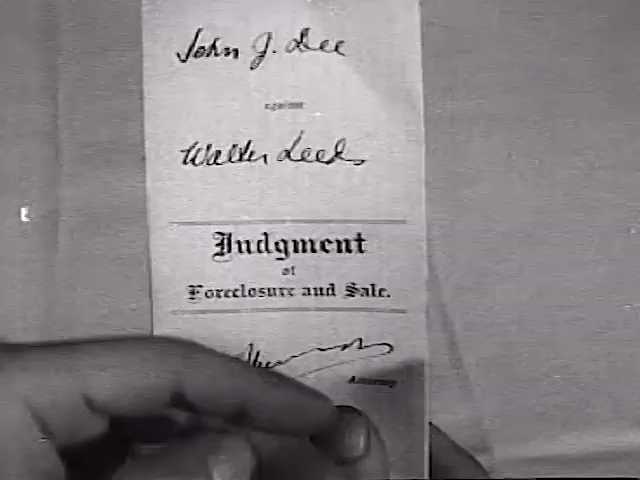 John J. Lee
against
Walter Leeds
Judgment
of
Foreclosure and Sale.
Attorney